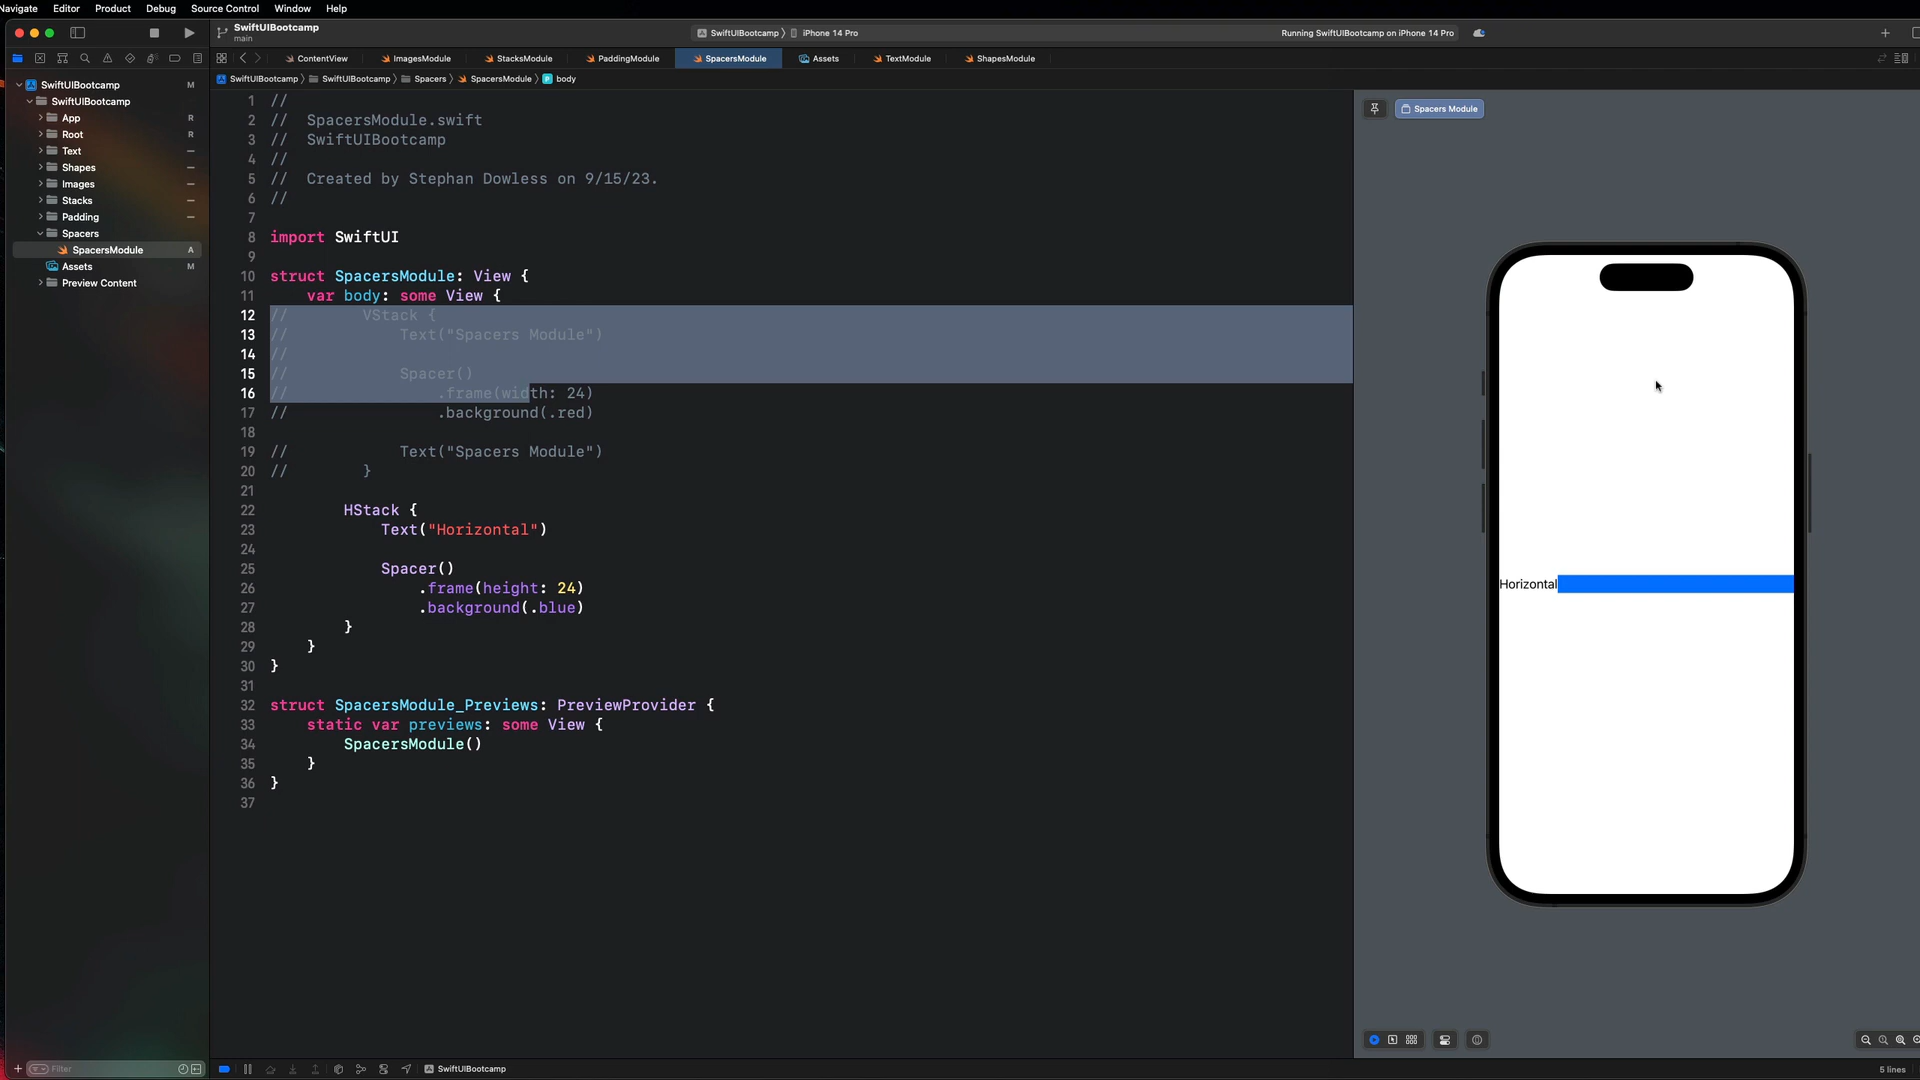 Navigate Editor Product Debug Source Control Window Help
SwiftUIBootcamp
main
SwiftUIBootcamp iPhone 14 Pro
Running SwiftUIBootcamp on iPhone 14 Pro
ContentView ImagesModule StacksModule PaddingModule SpacersModule Assets TextModule ShapesModule
SwiftUIBootcamp SwiftUIBootcamp Spacers SpacersModule body
SwiftUIBootcamp M
SwiftUIBootcamp
App R
Root R
Text
Shapes
Images
Stacks
Padding
Spacers
SpacersModule A
Assets M
Preview Content
1 //
2 //  SpacersModule.swift
3 //  SwiftUIBootcamp
4 //
5 //  Created by Stephan Dowless on 9/15/23.
6 //
7
8 import SwiftUI
9
10 struct SpacersModule: View {
11     var body: some View {
12 //        VStack {
13 //            Text("Spacers Module")
14 //
15 //            Spacer()
16 //                .frame(width: 24)
17 //                .background(.red)
18
19 //            Text("Spacers Module")
20 //        }
21
22         HStack {
23             Text("Horizontal")
24
25             Spacer()
26                 .frame(height: 24)
27                 .background(.blue)
28         }
29     }
30 }
31
32 struct SpacersModule_Previews: PreviewProvider {
33     static var previews: some View {
34         SpacersModule()
35     }
36 }
37
Spacers Module
Horizontal
Filter
SwiftUIBootcamp
5 lines